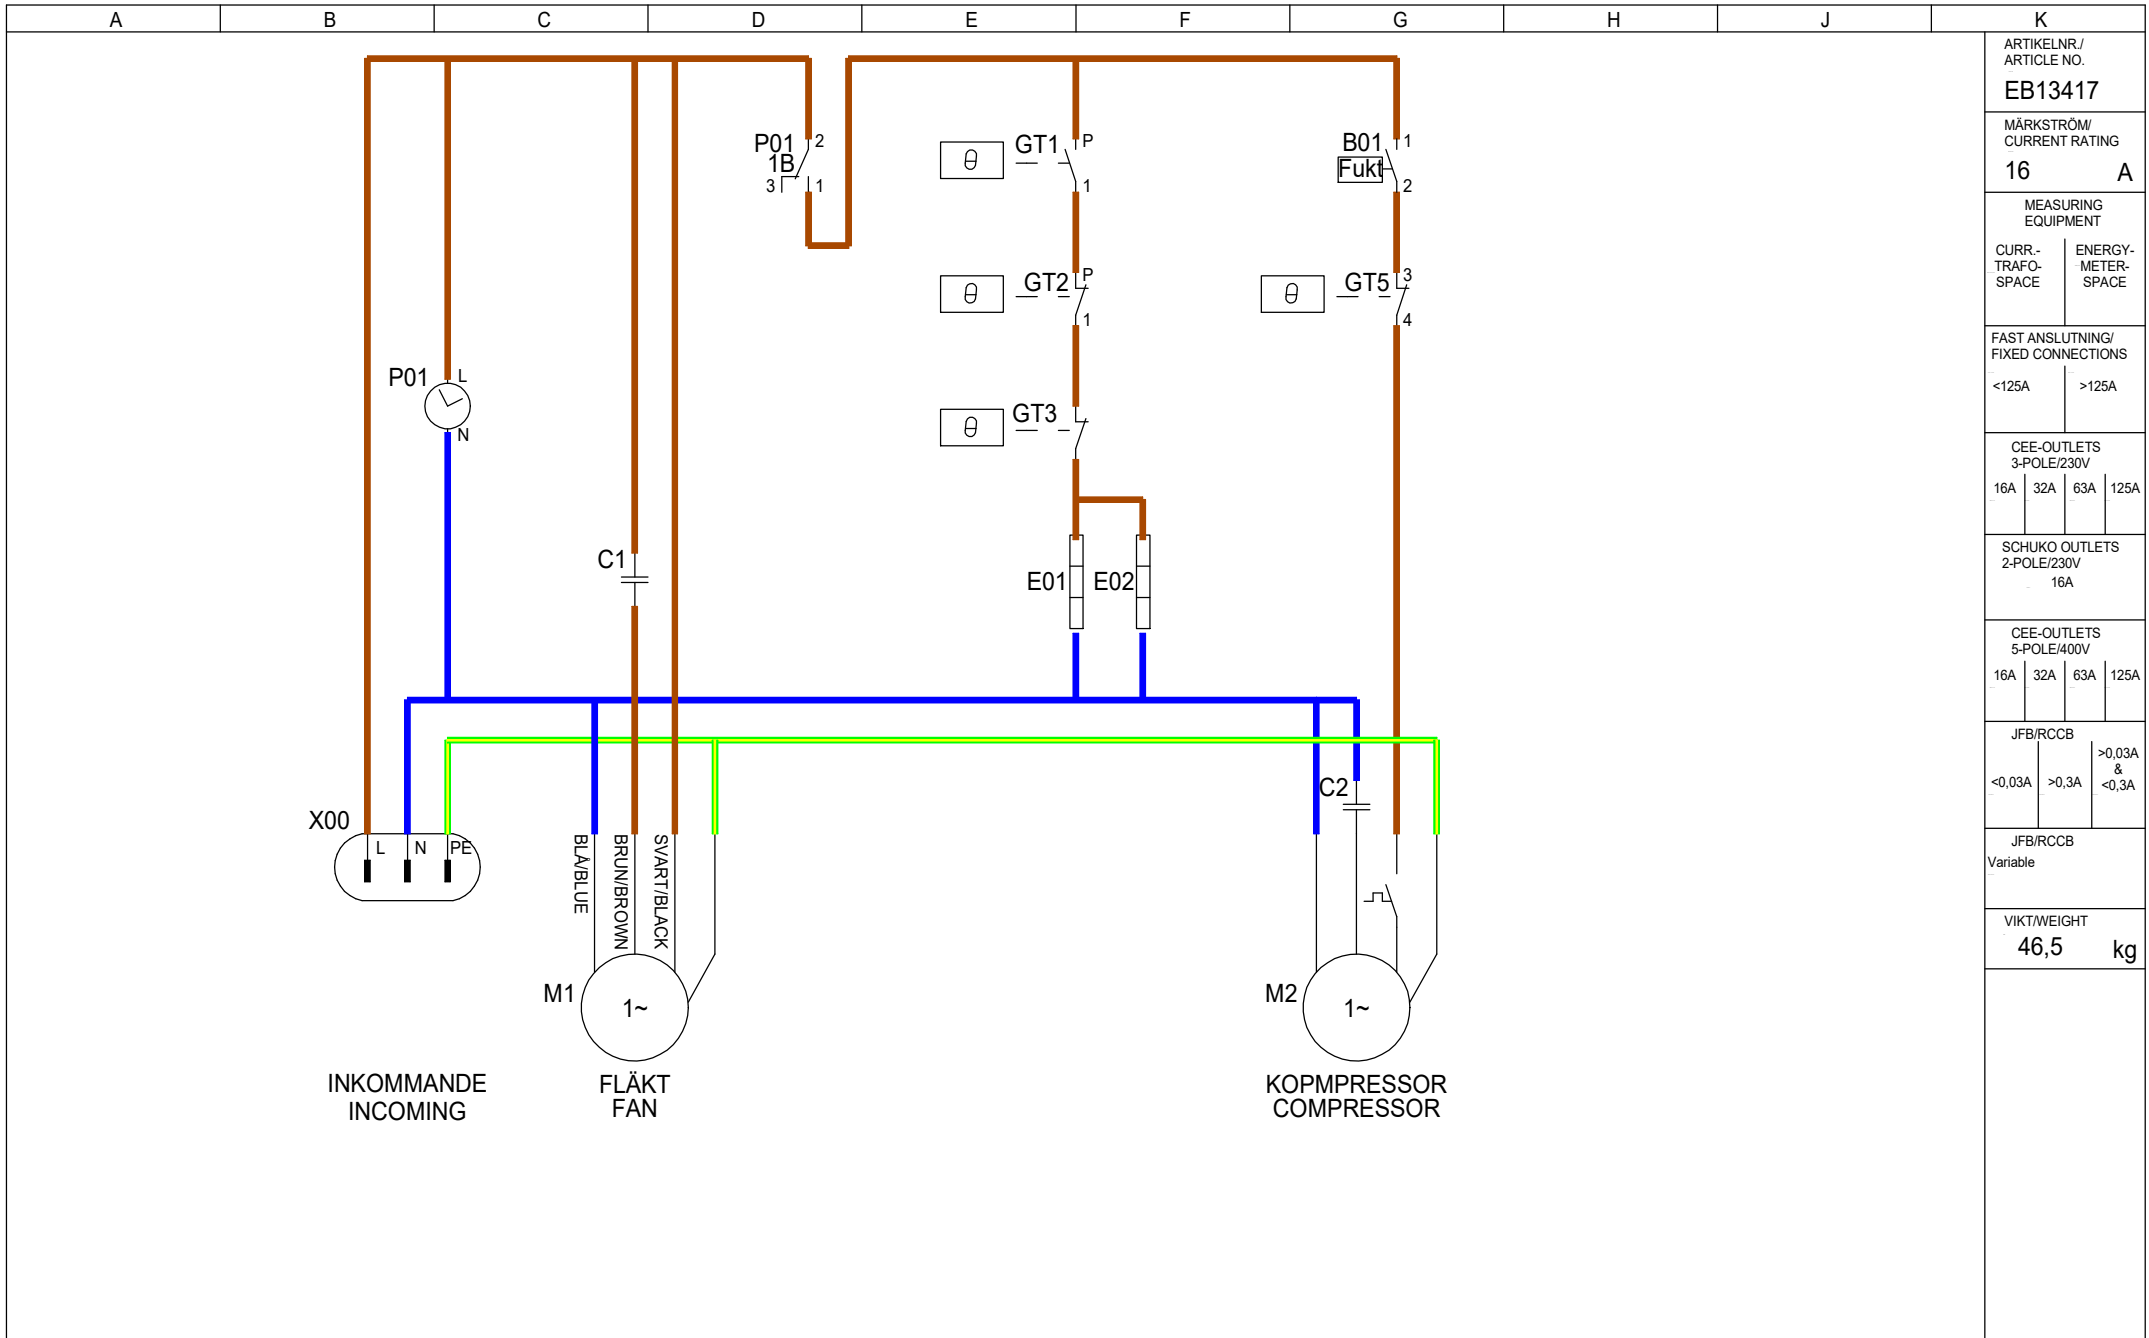 A B C D E F G H J K
ARTIKELNR./
ARTICLE NO.
EB13417
MÄRKSTRÖM/
CURRENT RATING
16 A
MEASURING
EQUIPMENT
CURR.-
TRAFO-
SPACE
ENERGY-
METER-
SPACE
FAST ANSLUTNING/
FIXED CONNECTIONS
<125A >125A
CEE-OUTLETS
3-POLE/230V
16A 32A 63A 125A
SCHUKO OUTLETS
2-POLE/230V
16A
CEE-OUTLETS
5-POLE/400V
16A 32A 63A 125A
JFB/RCCB
<0,03A >0,3A
>0,03A
&
<0,3A
JFB/RCCB
Variable
VIKT/WEIGHT
46,5 kg
P01 2
1B
3 1
θ GT1 P
1
B01 1
Fukt
2
θ GT2 P
1
θ GT5 3
4
P01 L
N
θ GT3
C1
E01 E02
C2
X00
L N PE
BLÅ/BLUE
BRUN/BROWN
SVART/BLACK
M1 1~
M2 1~
INKOMMANDE
INCOMING
FLÄKT
FAN
KOPMPRESSOR
COMPRESSOR